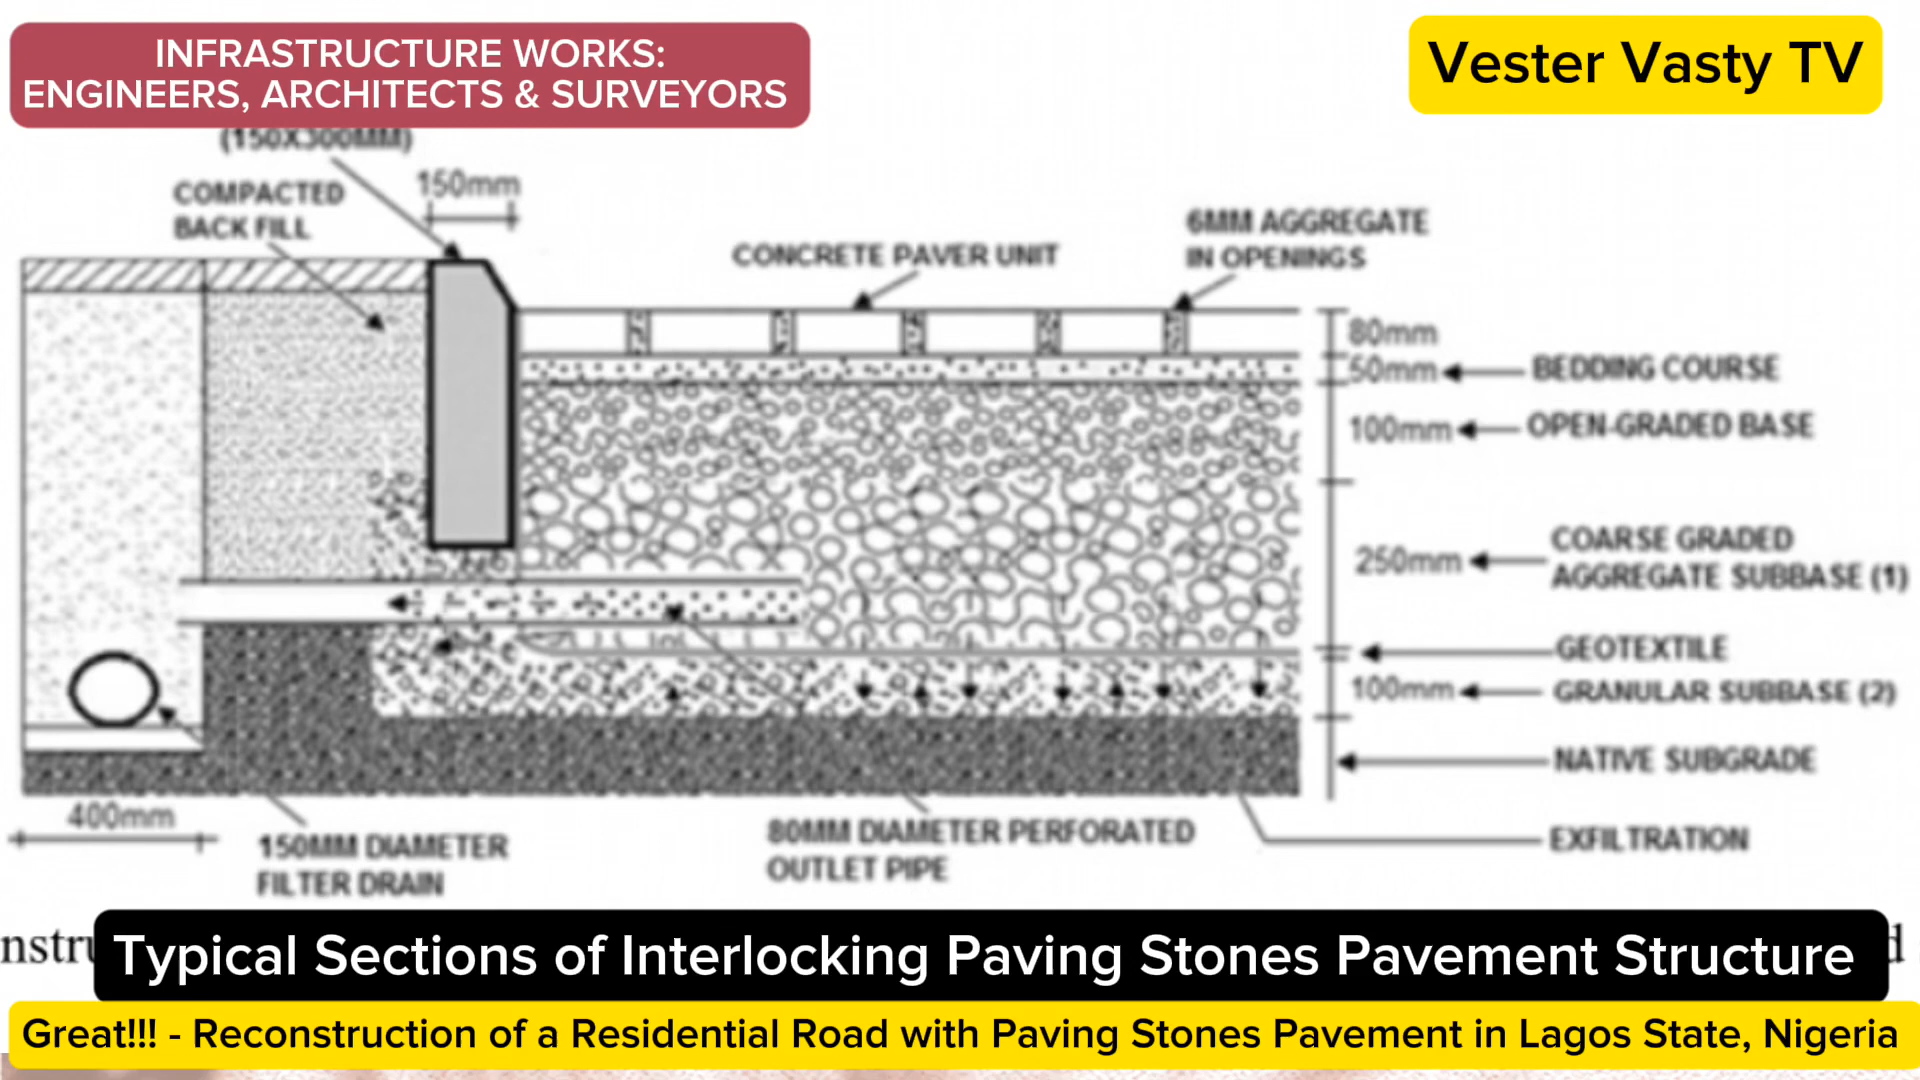 INFRASTRUCTURE WORKS:
ENGINEERS, ARCHITECTS & SURVEYORS
Vester Vasty TV
(150X300MM)
COMPACTED
BACK FILL
150mm
CONCRETE PAVER UNIT
6MM AGGREGATE
IN OPENINGS
80mm
50mm
BEDDING COURSE
100mm
OPEN-GRADED BASE
250mm
COARSE GRADED
AGGREGATE SUBBASE (1)
GEOTEXTILE
100mm
GRANULAR SUBBASE (2)
NATIVE SUBGRADE
EXFILTRATION
400mm
150MM DIAMETER
FILTER DRAIN
80MM DIAMETER PERFORATED
OUTLET PIPE
Typical Sections of Interlocking Paving Stones Pavement Structure
Great!!! - Reconstruction of a Residential Road with Paving Stones Pavement in Lagos State, Nigeria